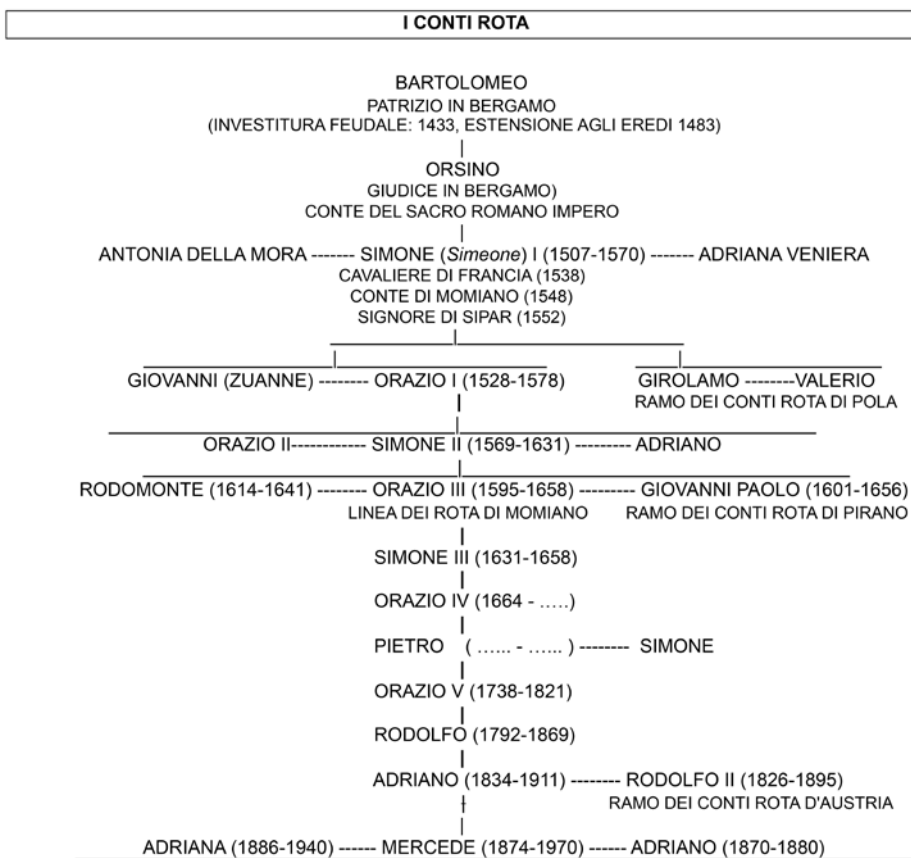 I CONTI ROTA
BARTOLOMEO
PATRIZIO IN BERGAMO
(INVESTITURA FEUDALE: 1433, ESTENSIONE AGLI EREDI 1483)
ORSINO
GIUDICE IN BERGAMO)
CONTE DEL SACRO ROMANO IMPERO
ANTONIA DELLA MORA ------- SIMONE (Simeone) I (1507-1570) ------- ADRIANA VENIERA
CAVALIERE DI FRANCIA (1538)
CONTE DI MOMIANO (1548)
SIGNORE DI SIPAR (1552)
GIOVANNI (ZUANNE) -------- ORAZIO I (1528-1578) GIROLAMO --------VALERIO
RAMO DEI CONTI ROTA DI POLA
ORAZIO II------------ SIMONE II (1569-1631) --------- ADRIANO
RODOMONTE (1614-1641) -------- ORAZIO III (1595-1658) -------- GIOVANNI PAOLO (1601-1656)
LINEA DEI ROTA DI MOMIANO RAMO DEI CONTI ROTA DI PIRANO
SIMONE III (1631-1658)
ORAZIO IV (1664 - …..)
PIETRO ( …... - …... ) -------- SIMONE
ORAZIO V (1738-1821)
RODOLFO (1792-1869)
ADRIANO (1834-1911) -------- RODOLFO II (1826-1895)
RAMO DEI CONTI ROTA D'AUSTRIA
ADRIANA (1886-1940) ------ MERCEDE (1874-1970) ------ ADRIANO (1870-1880)